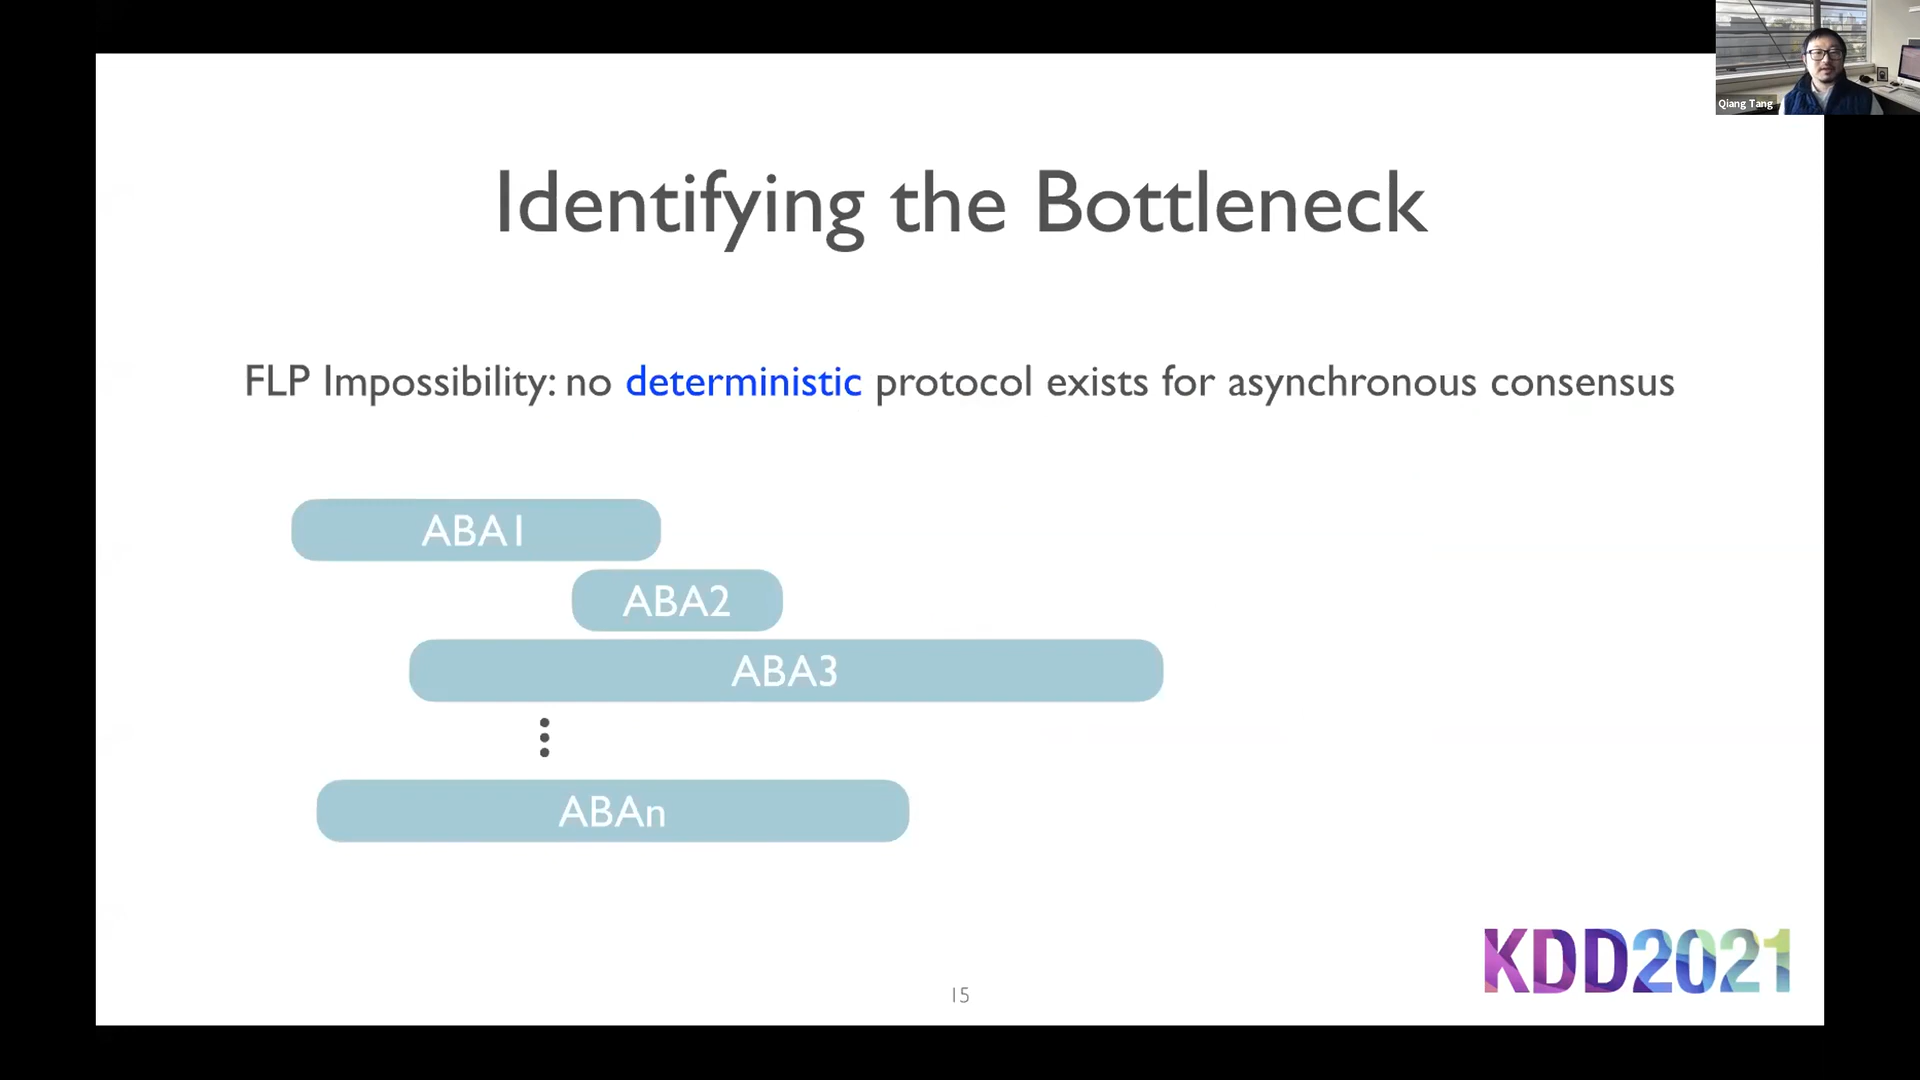 Qiang Tang
Identifying the Bottleneck
FLP Impossibility: no deterministic protocol exists for asynchronous consensus
ABA1
ABA2
ABA3
ABAn
KDD2021
15